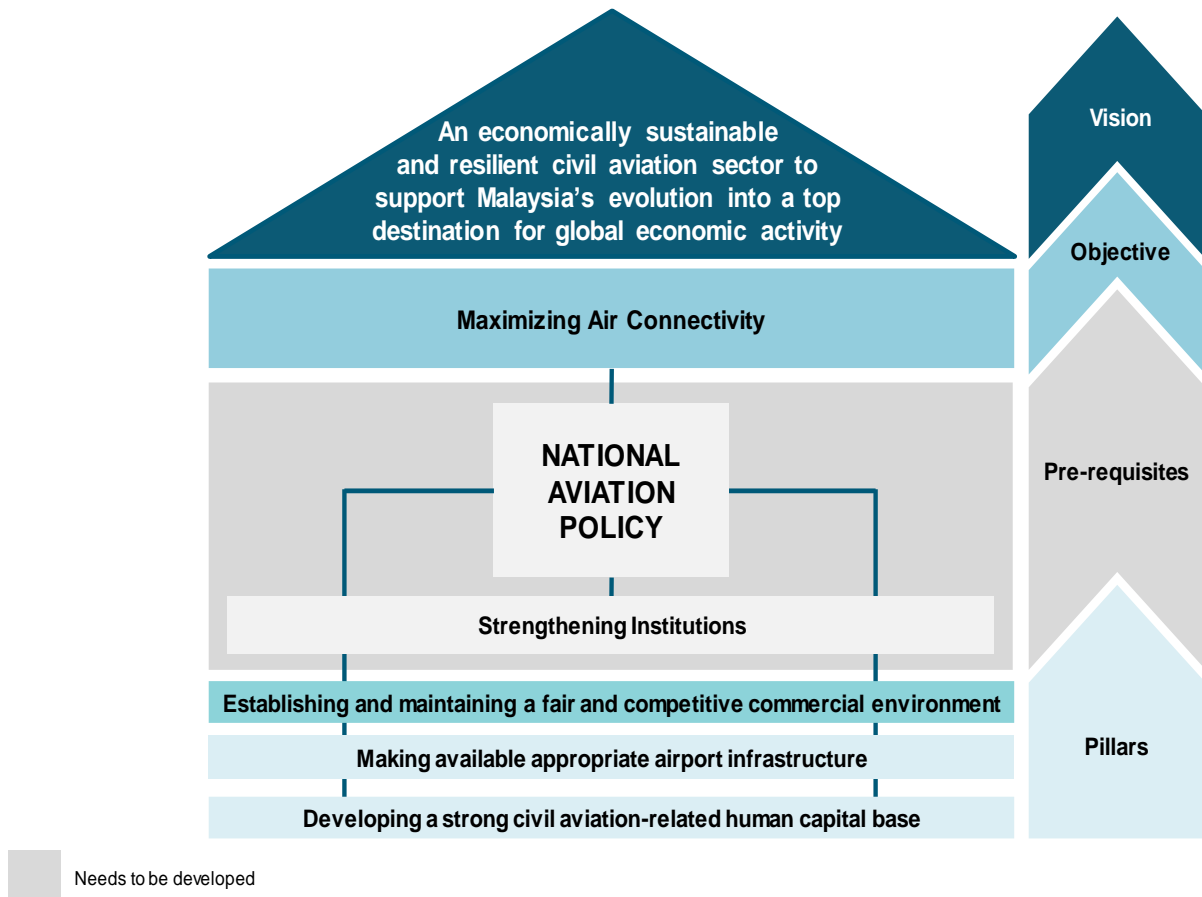 An economically sustainable
and resilient civil aviation sector to
support Malaysia's evolution into a top
destination for global economic activity
Vision
Objective
Maximizing Air Connectivity
NATIONAL
AVIATION
POLICY
Pre-requisites
Strengthening Institutions
Establishing and maintaining a fair and competitive commercial environment
Making available appropriate airport infrastructure
Pillars
Developing a strong civil aviation-related human capital base
Needs to be developed